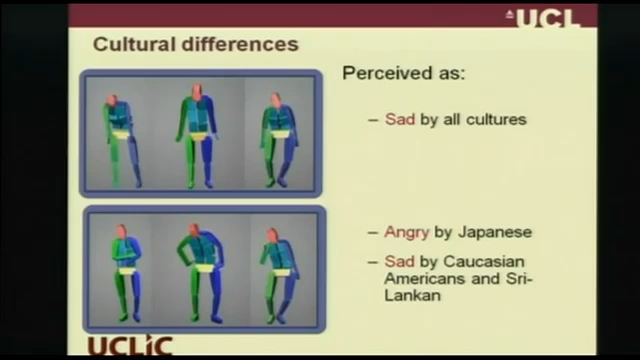 UCL
Cultural differences
Perceived as:
– Sad by all cultures
– Angry by Japanese
– Sad by Caucasian
Americans and Sri-
Lankan
UCLIC